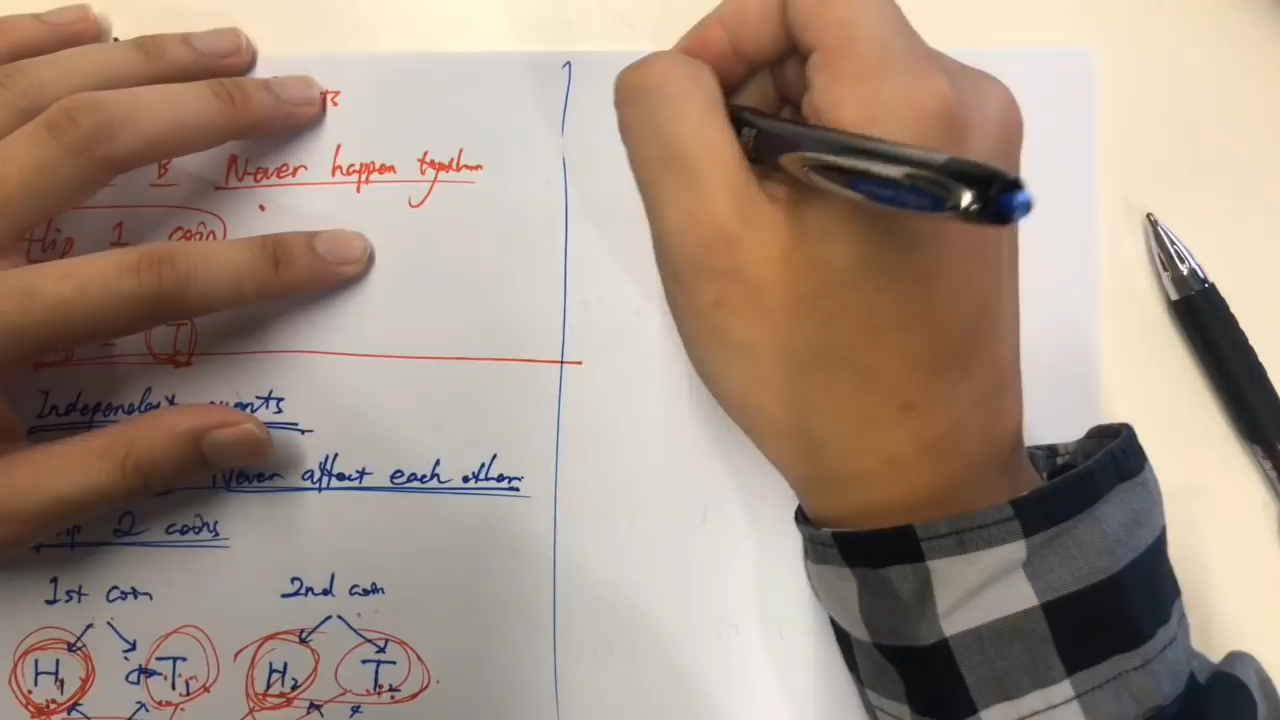 B Never happen together
flip 1 coin
T
Independent events
Never affect each other
2 coins
1st coin 2nd coin
H1 T1 H2 T2